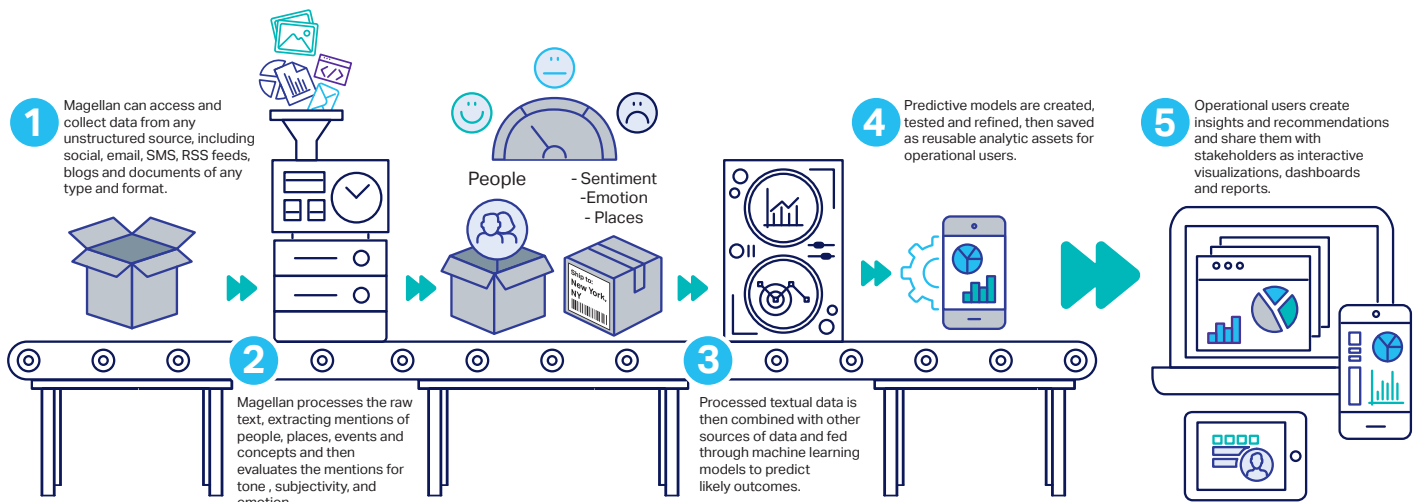 1
Magellan can access and
collect data from any
unstructured source, including
social, email, SMS, RSS feeds,
blogs and documents of any
type and format.
People
- Sentiment
-Emotion
- Places
Ship to:
New York,
NY
2
Magellan processes the raw
text, extracting mentions of
people, places, events and
concepts and then
evaluates the mentions for
tone , subjectivity, and
emotion
3
Processed textual data is
then combined with other
sources of data and fed
through machine learning
models to predict
likely outcomes.
4
Predictive models are created,
tested and refined, then saved
as reusable analytic assets for
operational users.
5
Operational users create
insights and recommendations
and share them with
stakeholders as interactive
visualizations, dashboards
and reports.